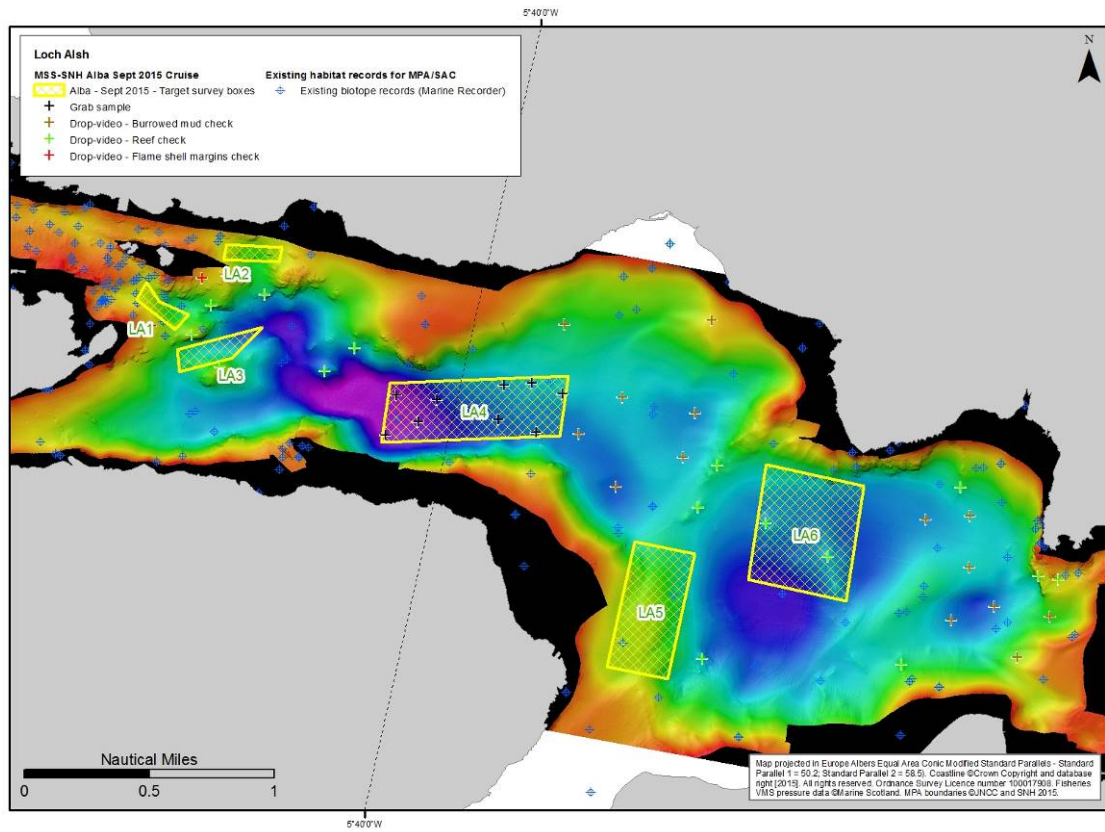 5°40'0"W
Loch Alsh
MSS-SNH Alba Sept 2015 Cruise
Alba - Sept 2015 - Target survey boxes
Grab sample
Drop-video - Burrowed mud check
Drop-video - Reef check
Drop-video - Flame shell margins check
Existing habitat records for MPA/SAC
Existing biotope records (Marine Recorder)
N
LA2
LA1
LA3
LA4
LA6
LA5
Nautical Miles
0 0.5 1
Map projected in Europe Albers Equal Area Conic Modified Standard Parallels - Standard
Parallel 1 = 50.2; Standard Parallel 2 = 58.5). Coastline ©Crown Copyright and database
right [2015]. All rights reserved. Ordnance Survey Licence number 100017908. Fisheries
VMS pressure data ©Marine Scotland. MPA boundaries ©JNCC and SNH 2015.
5°40'0"W